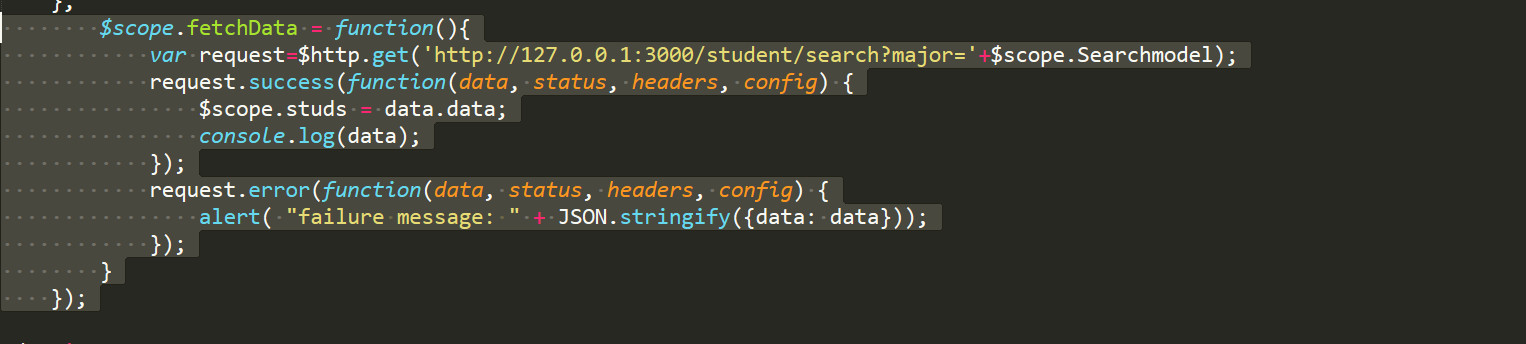 },
$scope.fetchData = function(){
var request=$http.get('http://127.0.0.1:3000/student/search?major='+$scope.Searchmodel);
request.success(function(data, status, headers, config) {
$scope.studs = data.data;
console.log(data);
});
request.error(function(data, status, headers, config) {
alert( "failure message: " + JSON.stringify({data: data}));
});
}
});